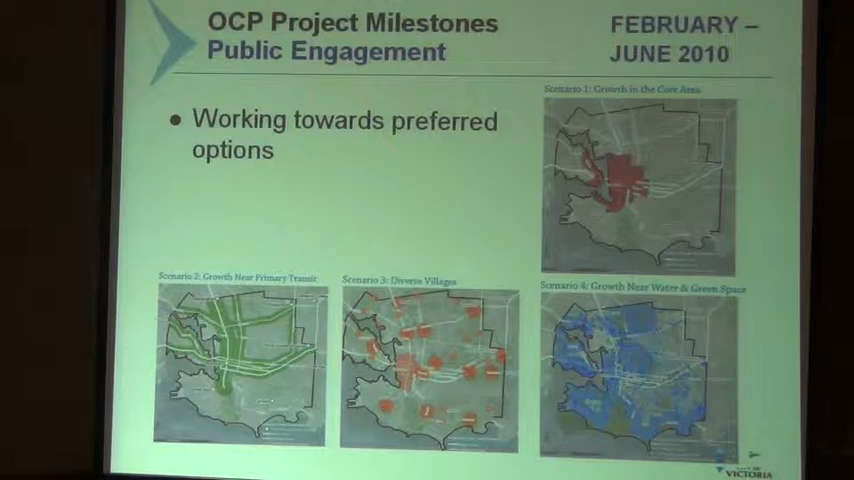 OCP Project Milestones
Public Engagement
FEBRUARY –
JUNE 2010
● Working towards preferred
options
Scenario 1: Growth in the Core Area
Scenario 2: Growth Near Primary Transit
Scenario 3: Diverse Villages
Scenario 4: Growth Near Water & Green Space
VICTORIA